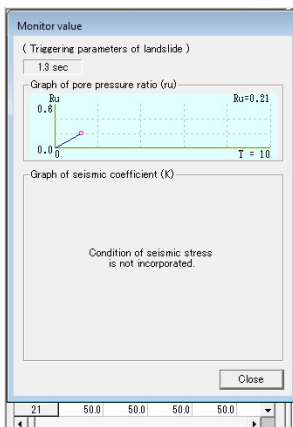 Monitor value
( Triggering parameters of landslide )
1.3 sec
Graph of pore pressure ratio (ru)
Ru
Ru=0.21
0.6
0.0
0
T = 10
Graph of seismic coefficient (K)
Condition of seismic stress
is not incorporated.
Close
21 50.0 50.0 50.0 50.0